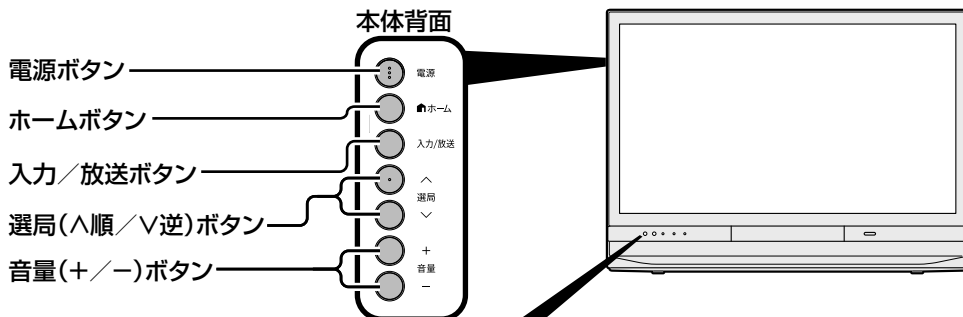 本体背面
電源ボタン
ホームボタン
入力／放送ボタン
選局(∧順／∨逆)ボタン
音量(＋／−)ボタン
電源
ホーム
入力/放送
∧
選局
∨
＋
音量
−